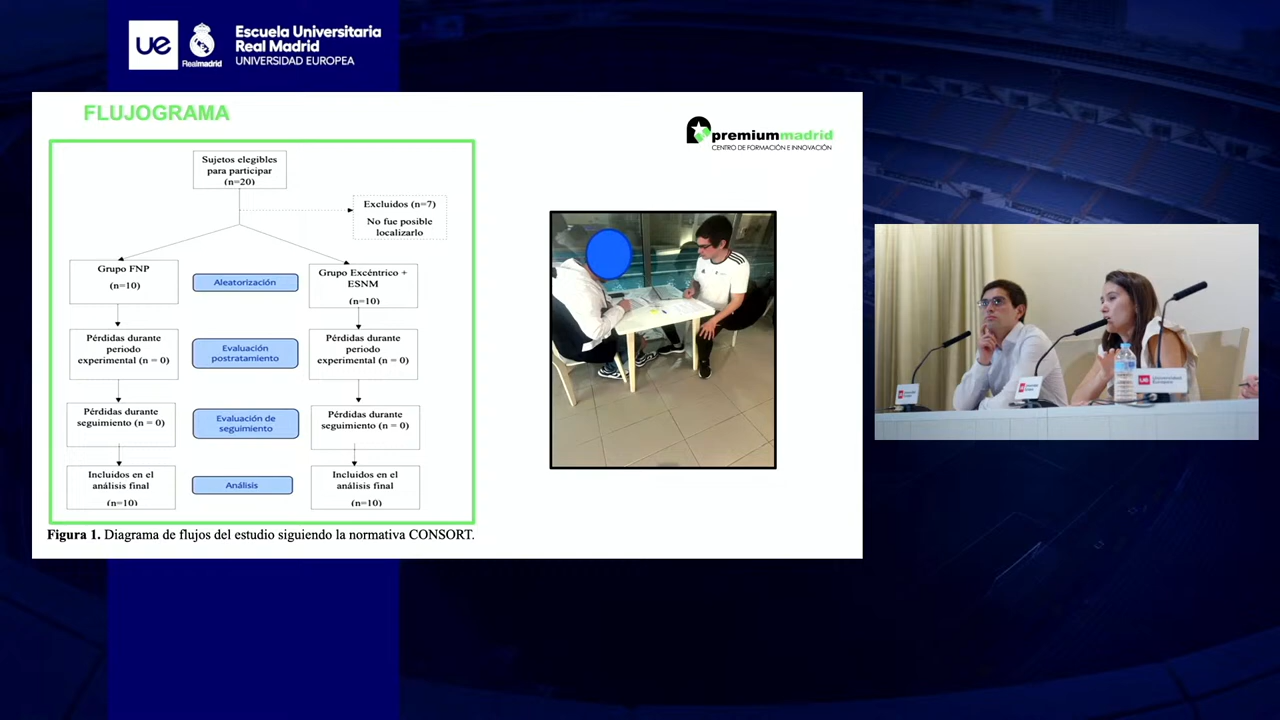 ue
Realmadrid
Escuela Universitaria
Real Madrid
UNIVERSIDAD EUROPEA
FLUJOGRAMA
premiummadrid
CENTRO DE FORMACIÓN E INNOVACIÓN
Sujetos elegibles
para participar
(n=20)
Excluidos (n=7)
No fue posible
localizarlo
Grupo FNP
(n=10)
Aleatorización
Grupo Excéntrico +
ESNM
(n=10)
Pérdidas durante
periodo
experimental (n = 0)
Evaluación
postratamiento
Pérdidas durante
periodo
experimental (n = 0)
Pérdidas durante
seguimiento (n = 0)
Evaluación de
seguimiento
Pérdidas durante
seguimiento (n = 0)
Incluidos en el
análisis final
(n=10)
Análisis
Incluidos en el
análisis final
(n=10)
Figura 1. Diagrama de flujos del estudio siguiendo la normativa CONSORT.
ue Universidad
Europea